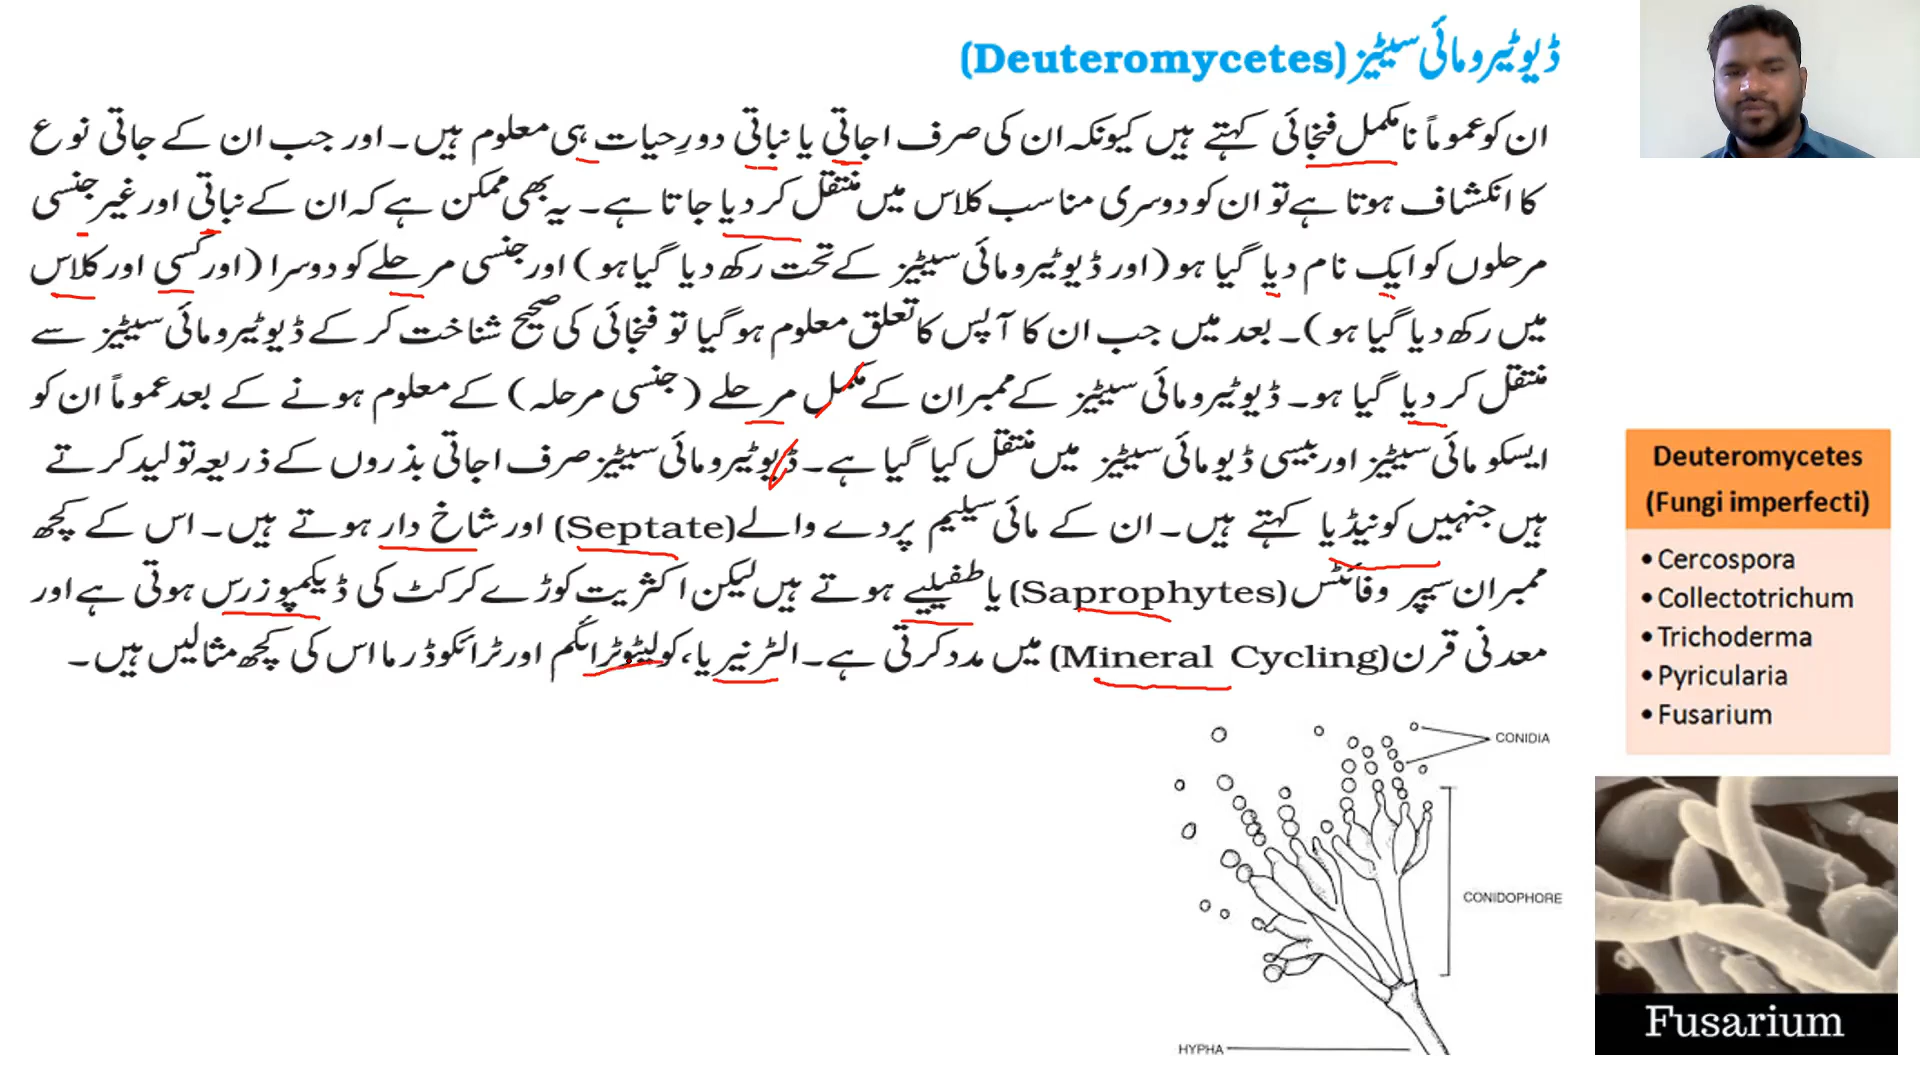 ڈیوٹیرومائی سیٹیز (Deuteromycetes)
ان کو عموماً نامکمل فنجائی کہتے ہیں کیونکہ ان کی صرف اجاتی یا نباتی دورِ حیات ہی معلوم ہیں۔ اور جب ان کے جاتی نوع
کا انکشاف ہوتا ہے تو ان کو دوسری مناسب کلاس میں منتقل کر دیا جاتا ہے۔ یہ بھی ممکن ہے کہ ان کے نباتی اور غیر جنسی
مرحلوں کو ایک نام دیا گیا ہو (اور ڈیوٹیرومائی سیٹیز کے تحت رکھ دیا گیا ہو) اور جنسی مرحلے کو دوسرا (اور کسی اور کلاس
میں رکھ دیا گیا ہو)۔ بعد میں جب ان کا آپس کا تعلق معلوم ہو گیا تو فنجائی کی صحیح شناخت کر کے ڈیوٹیرومائی سیٹیز سے
منتقل کر دیا گیا ہو۔ ڈیوٹیرومائی سیٹیز کے ممبران کے مکمل مرحلے (جنسی مرحلہ) کے معلوم ہونے کے بعد عموماً ان کو
ایسکو مائی سیٹیز اور بیسی ڈیو مائی سیٹیز میں منتقل کیا گیا ہے۔ ڈیوٹیرومائی سیٹیز صرف اجاتی بذروں کے ذریعہ تولید کرتے
ہیں جنہیں کونیڈیا کہتے ہیں۔ ان کے مائی سیلیم پردے والے (Septate) اور شاخ دار ہوتے ہیں۔ اس کے کچھ
ممبران سیپر وفائٹس (Saprophytes) یا طفیلیے ہوتے ہیں لیکن اکثریت کوڑے کرکٹ کی ڈیکمپوزرس ہوتی ہے اور
معدنی قرن (Mineral Cycling) میں مدد کرتی ہے۔ الٹرنیریا، کولیٹوٹرائکم اور ٹرائکوڈرما اس کی کچھ مثالیں ہیں۔
Deuteromycetes
(Fungi imperfecti)
• Cercospora
• Collectotrichum
• Trichoderma
• Pyricularia
• Fusarium
CONIDIA
CONIDOPHORE
HYPHA
Fusarium